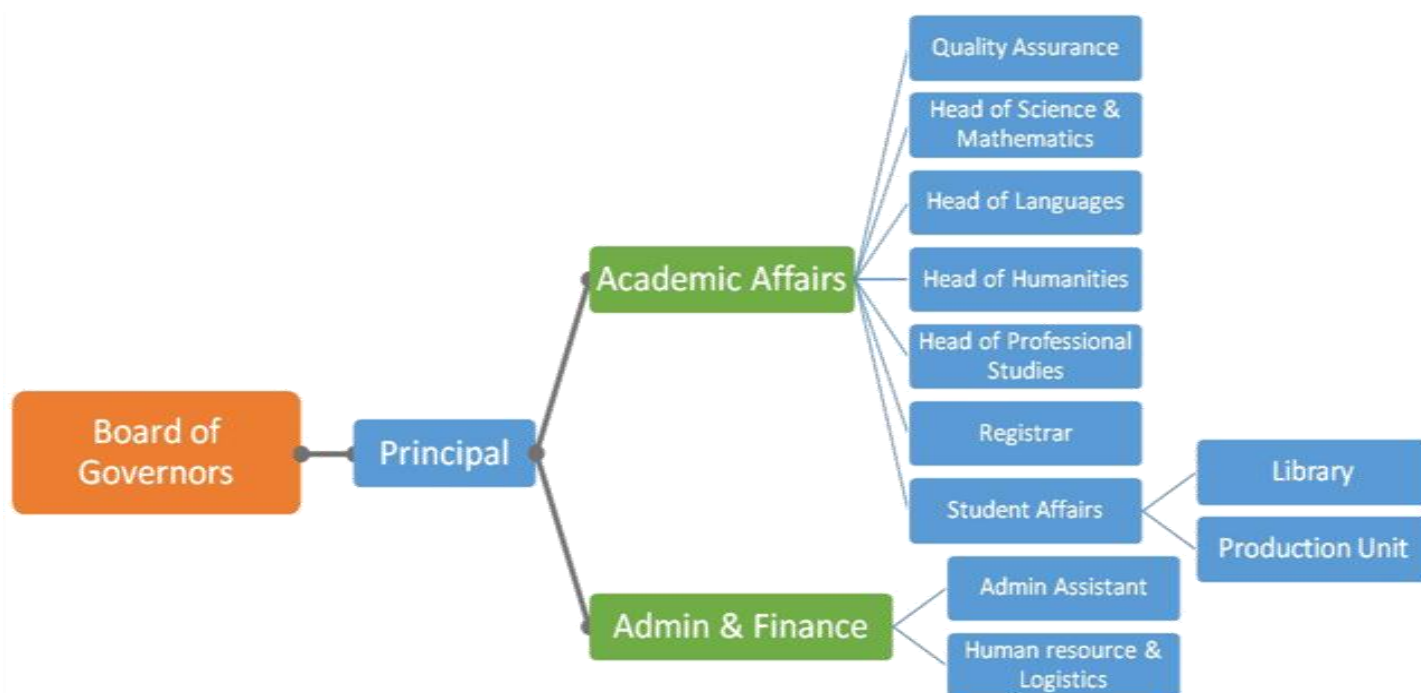 Board of
Governors
Principal
Academic Affairs
Quality Assurance
Head of Science &
Mathematics
Head of Languages
Head of Humanities
Head of Professional
Studies
Registrar
Student Affairs
Library
Production Unit
Admin & Finance
Admin Assistant
Human resource &
Logistics